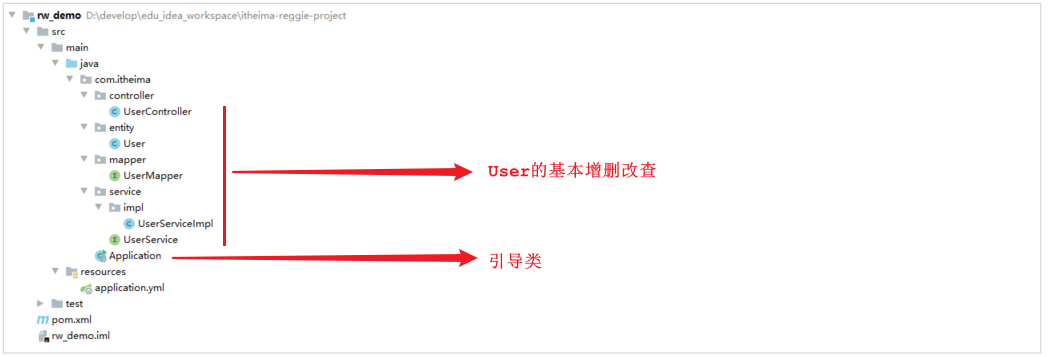 rw_demo D:\develop\edu_idea_workspace\itheima-reggie-project
src
main
java
com.itheima
controller
UserController
entity
User
mapper
UserMapper
User的基本增删改查
service
impl
UserServiceImpl
UserService
Application
引导类
resources
application.yml
test
pom.xml
rw_demo.iml